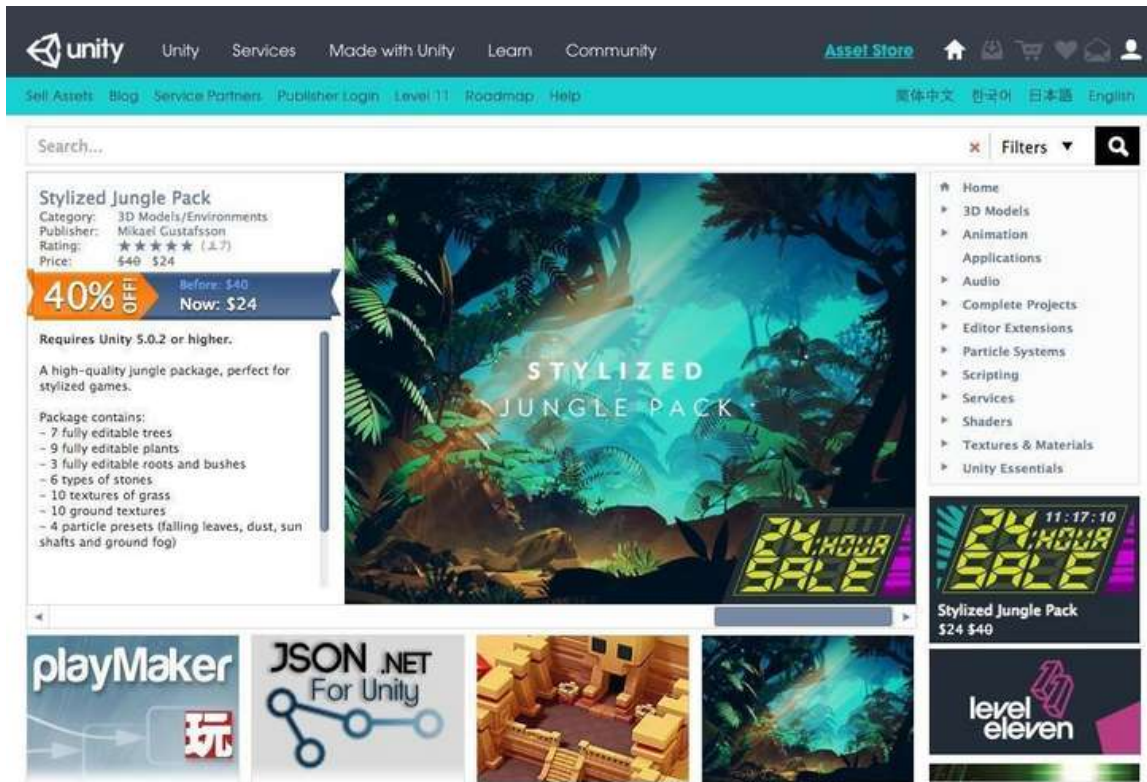 unity
Unity Services Made with Unity Learn Community
Asset Store
Sell Assets Blog Service Partners Publisher Login Level 11 Roadmap Help
简体中文 한국어 日本語 English
Search...
Filters
Stylized Jungle Pack
Category: 3D Models/Environments
Publisher: Mikael Gustafsson
Rating: ★★★★★ (7)
Price: $40 $24
40% OFF!
Before: $40
Now: $24
Requires Unity 5.0.2 or higher.
A high-quality jungle package, perfect for
stylized games.
Package contains:
- 7 fully editable trees
- 9 fully editable plants
- 3 fully editable roots and bushes
- 6 types of stones
- 10 textures of grass
- 10 ground textures
- 4 particle presets (falling leaves, dust, sun
shafts and ground fog)
STYLIZED
JUNGLE PACK
24:HOUR
SALE
Home
3D Models
Animation
Applications
Audio
Complete Projects
Editor Extensions
Particle Systems
Scripting
Services
Shaders
Textures & Materials
Unity Essentials
11:17:10
24:HOUR
SALE
Stylized Jungle Pack
$24 $40
playMaker
玩
JSON .NET
For Unity
level
eleven